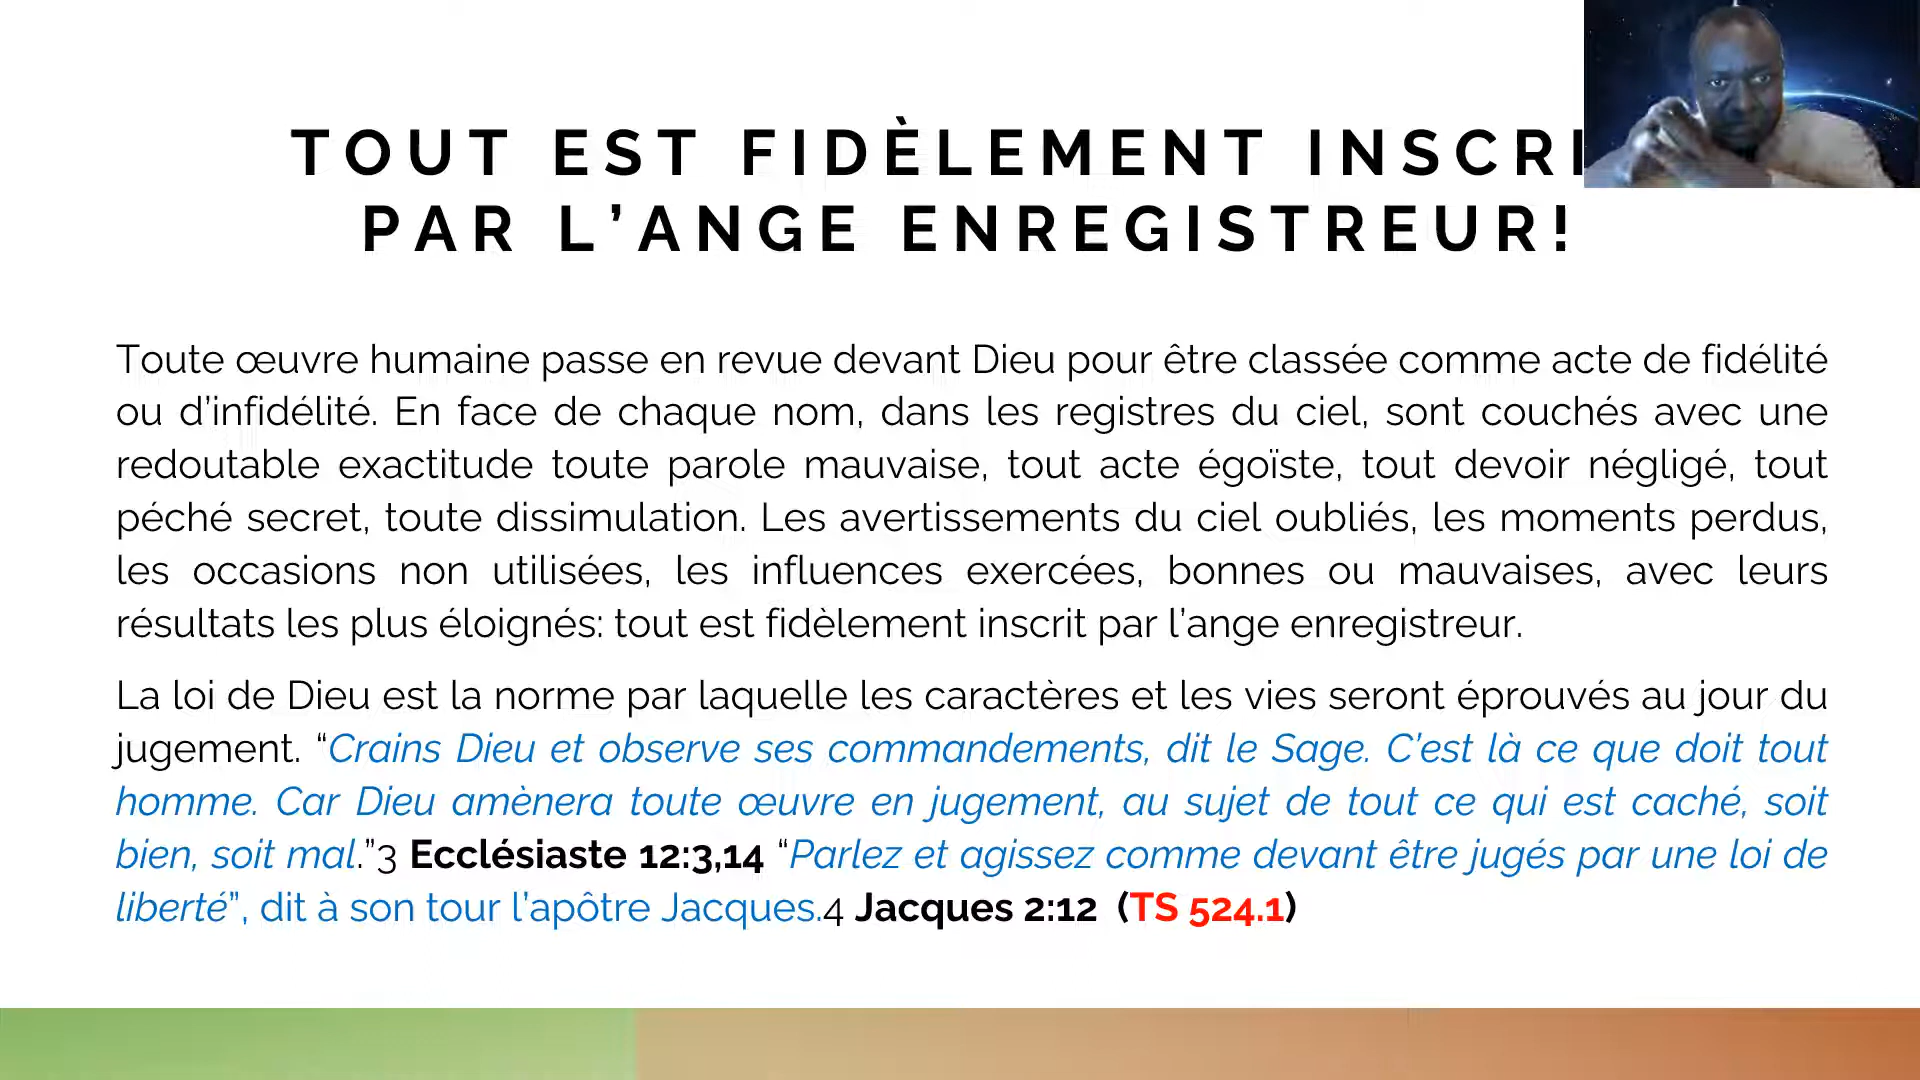 TOUT EST FIDÈLEMENT INSCRI
PAR L’ANGE ENREGISTREUR!
Toute œuvre humaine passe en revue devant Dieu pour être classée comme acte de fidélité
ou d’infidélité. En face de chaque nom, dans les registres du ciel, sont couchés avec une
redoutable exactitude toute parole mauvaise, tout acte égoïste, tout devoir négligé, tout
péché secret, toute dissimulation. Les avertissements du ciel oubliés, les moments perdus,
les occasions non utilisées, les influences exercées, bonnes ou mauvaises, avec leurs
résultats les plus éloignés: tout est fidèlement inscrit par l’ange enregistreur.
La loi de Dieu est la norme par laquelle les caractères et les vies seront éprouvés au jour du
jugement. “Crains Dieu et observe ses commandements, dit le Sage. C’est là ce que doit tout
homme. Car Dieu amènera toute œuvre en jugement, au sujet de tout ce qui est caché, soit
bien, soit mal.”3 Ecclésiaste 12:3,14 “Parlez et agissez comme devant être jugés par une loi de
liberté”, dit à son tour l’apôtre Jacques.4 Jacques 2:12 (TS 524.1)